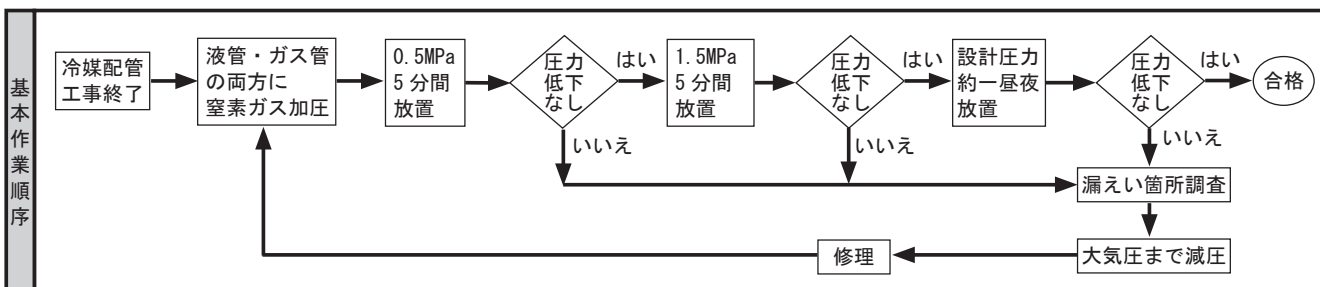 基本作業順序
冷媒配管
工事終了
液管・ガス管
の両方に
窒素ガス加圧
0.5MPa
5分間
放置
圧力
低下
なし
はい
いいえ
1.5MPa
5分間
放置
圧力
低下
なし
はい
いいえ
設計圧力
約一昼夜
放置
圧力
低下
なし
はい
いいえ
合格
漏えい箇所調査
大気圧まで減圧
修理